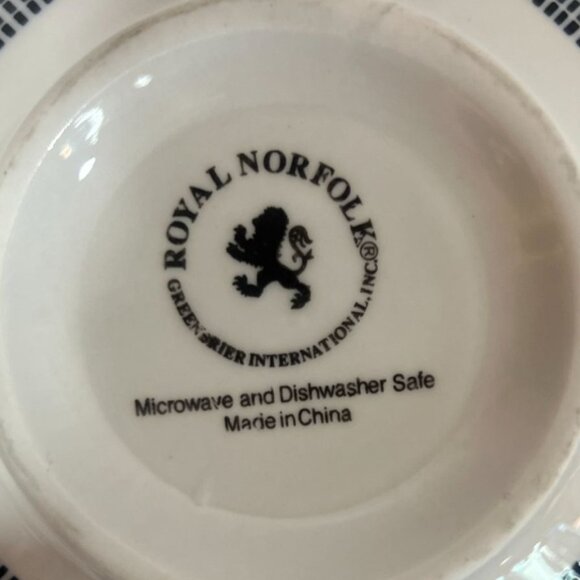 ROYAL NORFOLK®
GREENBRIER INTERNATIONAL, INC.
Microwave and Dishwasher Safe
Made in China